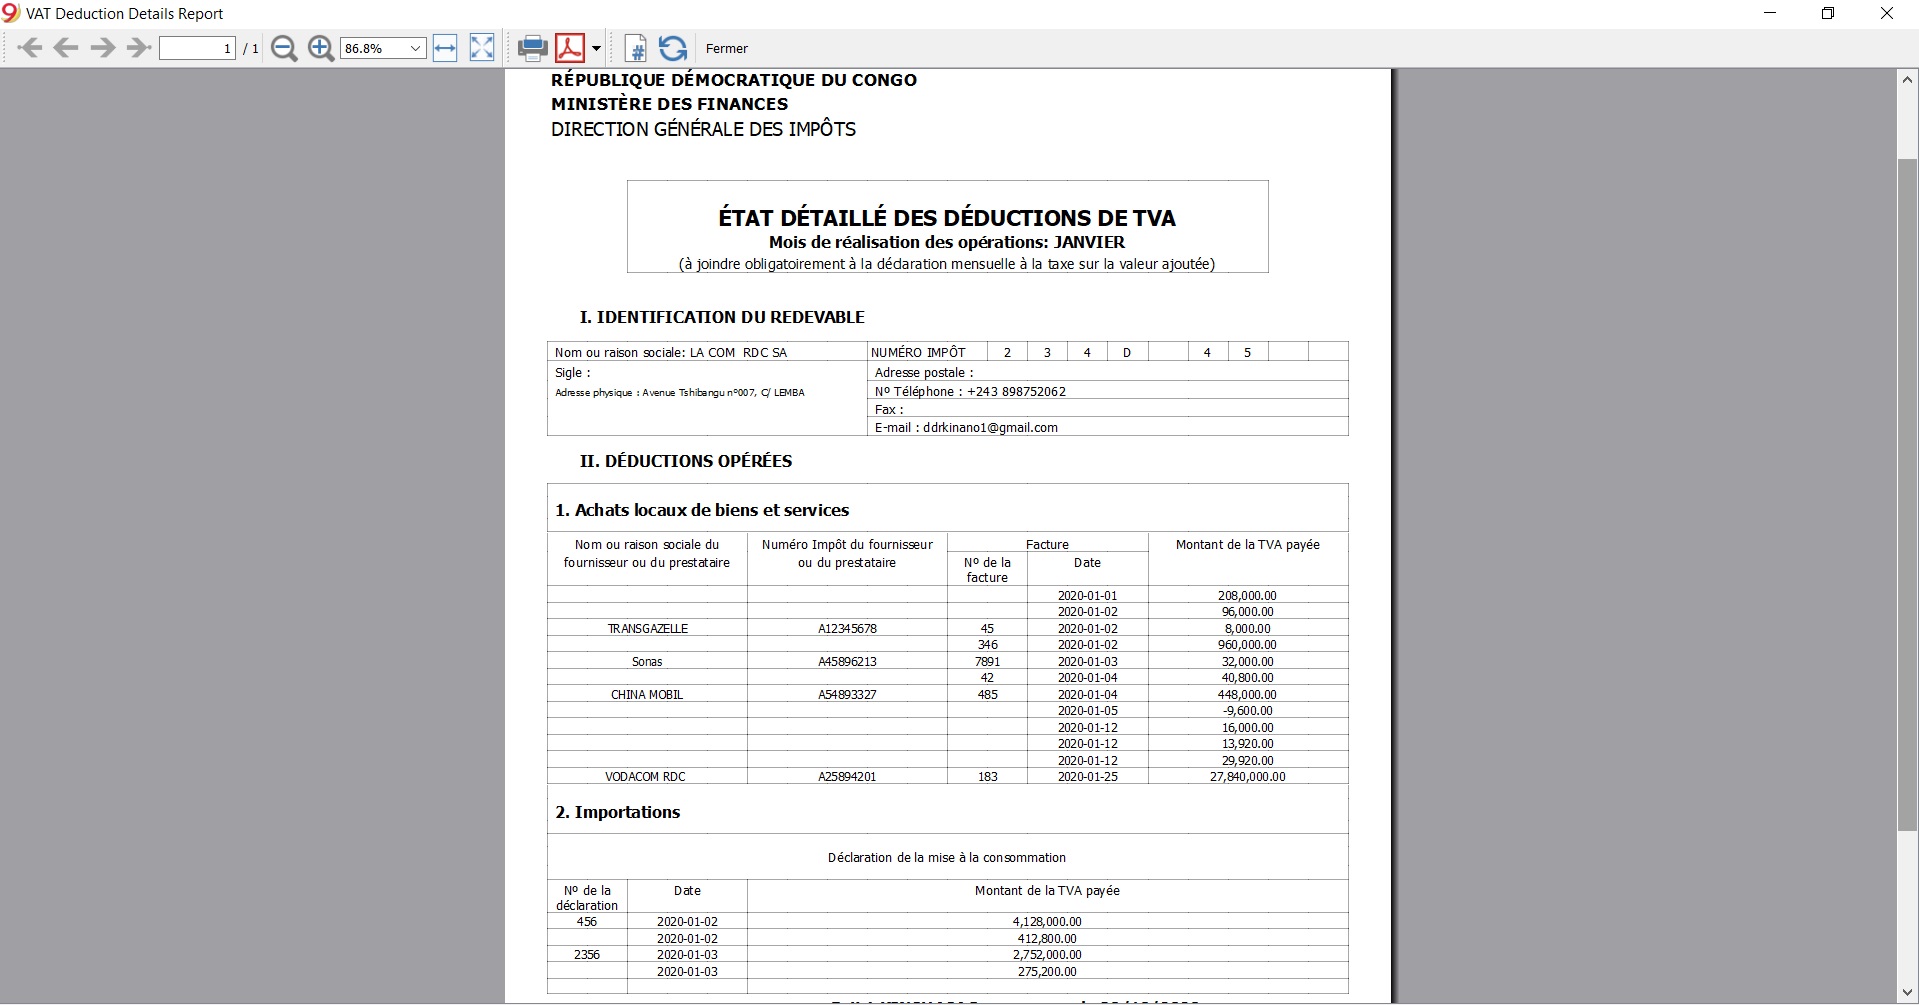 VAT Deduction Details Report
1 / 1 86.8% Fermer
RÉPUBLIQUE DÉMOCRATIQUE DU CONGO
MINISTÈRE DES FINANCES
DIRECTION GÉNÉRALE DES IMPÔTS
ÉTAT DÉTAILLÉ DES DÉDUCTIONS DE TVA
Mois de réalisation des opérations: JANVIER
(à joindre obligatoirement à la déclaration mensuelle à la taxe sur la valeur ajoutée)
I. IDENTIFICATION DU REDEVABLE
Nom ou raison sociale: LA COM RDC SA NUMÉRO IMPÔT 2 3 4 D 4 5
Sigle : Adresse postale :
Adresse physique : Avenue Tshibangu nº007, C/ LEMBA Nº Téléphone : +243 898752062
Fax :
E-mail : ddrkinano1@gmail.com
II. DÉDUCTIONS OPÉRÉES
1. Achats locaux de biens et services
Nom ou raison sociale du Numéro Impôt du fournisseur Facture Montant de la TVA payée
fournisseur ou du prestataire ou du prestataire Nº de la Date
facture
2020-01-01 208,000.00
2020-01-02 96,000.00
TRANSGAZELLE A12345678 45 2020-01-02 8,000.00
346 2020-01-02 960,000.00
Sonas A45896213 7891 2020-01-03 32,000.00
42 2020-01-04 40,800.00
CHINA MOBIL A54893327 485 2020-01-04 448,000.00
2020-01-05 -9,600.00
2020-01-12 16,000.00
2020-01-12 13,920.00
2020-01-12 29,920.00
VODACOM RDC A25894201 183 2020-01-25 27,840,000.00
2. Importations
Déclaration de la mise à la consommation
Nº de la Date Montant de la TVA payée
déclaration
456 2020-01-02 4,128,000.00
2020-01-02 412,800.00
2356 2020-01-03 2,752,000.00
2020-01-03 275,200.00